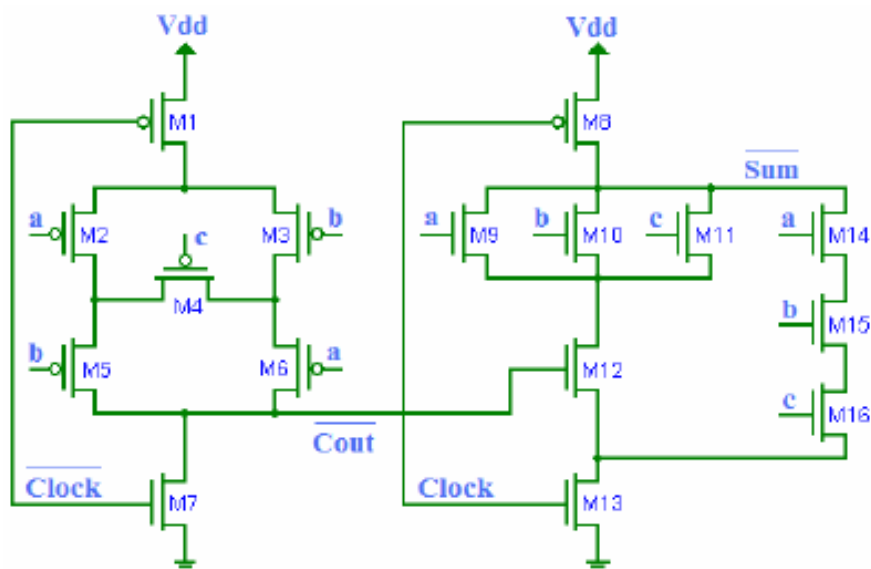 Vdd Vdd
M1 M8
Sum
a M2 M3 b a M9 b M10 c M11 a M14
c
M4
b M5 M6 a M12 b M15
c M16
Cout
Clock M7 Clock M13